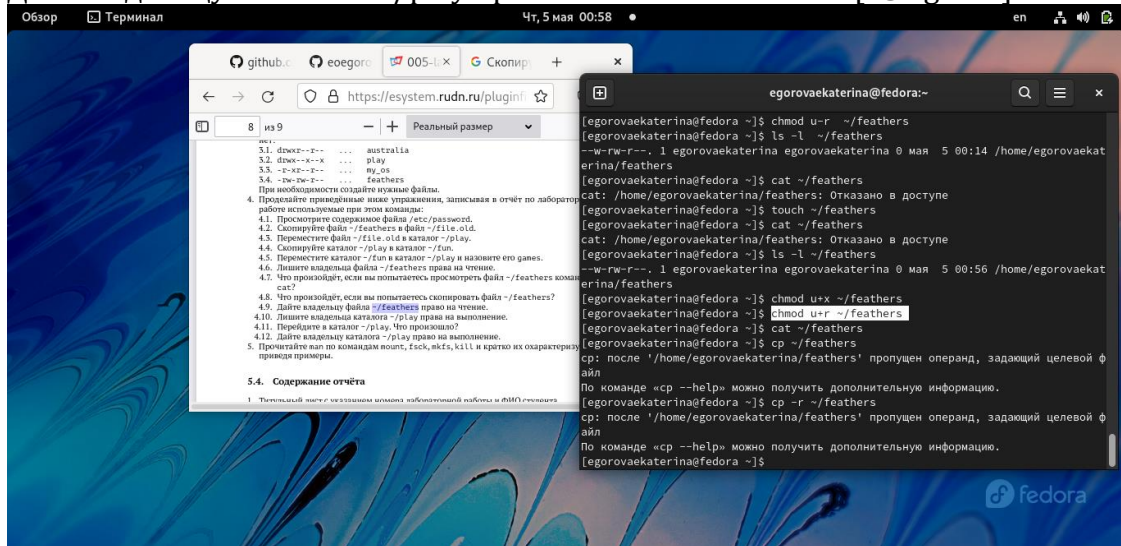 Обзор Терминал Чт, 5 мая 00:58 en
github.c eoegoro 005-l Скопиру
https://esystem.rudn.ru/pluginfi
8 из 9 Реальный размер
нет.
3.1. drwxr--r-- ... australia
3.2. drwx--x--x ... play
3.3. -r-xr--r-- ... my_os
3.4. -rw-rw-r-- ... feathers
При необходимости создайте нужные файлы.
4. Проделайте приведённые ниже упражнения, записывая в отчёт по лаборатор
работе используемые при этом команды:
4.1. Просмотрите содержимое файла /etc/password.
4.2. Скопируйте файл ~/feathers в файл ~/file.old.
4.3. Переместите файл ~/file.old в каталог ~/play.
4.4. Скопируйте каталог ~/play в каталог ~/fun.
4.5. Переместите каталог ~/fun в каталог ~/play и назовите его games.
4.6. Лишите владельца файла ~/feathers права на чтение.
4.7. Что произойдёт, если вы попытаетесь просмотреть файл ~/feathers коман
cat?
4.8. Что произойдёт, если вы попытаетесь скопировать файл ~/feathers?
4.9. Дайте владельцу файла ~/feathers право на чтение.
4.10. Лишите владельца каталога ~/play права на выполнение.
4.11. Перейдите в каталог ~/play. Что произошло?
4.12. Дайте владельцу каталога ~/play право на выполнение.
5. Прочитайте man по командам mount, fsck, mkfs, kill и кратко их охарактеризу
приведя примеры.
5.4. Содержание отчёта
1. Титульный лист с указанием номера лабораторной работы и ФИО студента
egorovaekaterina@fedora:~
[egorovaekaterina@fedora ~]$ chmod u-r ~/feathers
[egorovaekaterina@fedora ~]$ ls -l ~/feathers
--w-rw-r--. 1 egorovaekaterina egorovaekaterina 0 мая 5 00:14 /home/egorovaekat
erina/feathers
[egorovaekaterina@fedora ~]$ cat ~/feathers
cat: /home/egorovaekaterina/feathers: Отказано в доступе
[egorovaekaterina@fedora ~]$ touch ~/feathers
[egorovaekaterina@fedora ~]$ cat ~/feathers
cat: /home/egorovaekaterina/feathers: Отказано в доступе
[egorovaekaterina@fedora ~]$ ls -l ~/feathers
--w-rw-r--. 1 egorovaekaterina egorovaekaterina 0 мая 5 00:56 /home/egorovaekat
erina/feathers
[egorovaekaterina@fedora ~]$ chmod u+x ~/feathers
[egorovaekaterina@fedora ~]$ chmod u+r ~/feathers
[egorovaekaterina@fedora ~]$ cat ~/feathers
[egorovaekaterina@fedora ~]$ cp ~/feathers
cp: после '/home/egorovaekaterina/feathers' пропущен операнд, задающий целевой ф
айл
По команде «cp --help» можно получить дополнительную информацию.
[egorovaekaterina@fedora ~]$ cp -r ~/feathers
cp: после '/home/egorovaekaterina/feathers' пропущен операнд, задающий целевой ф
айл
По команде «cp --help» можно получить дополнительную информацию.
[egorovaekaterina@fedora ~]$
fedora